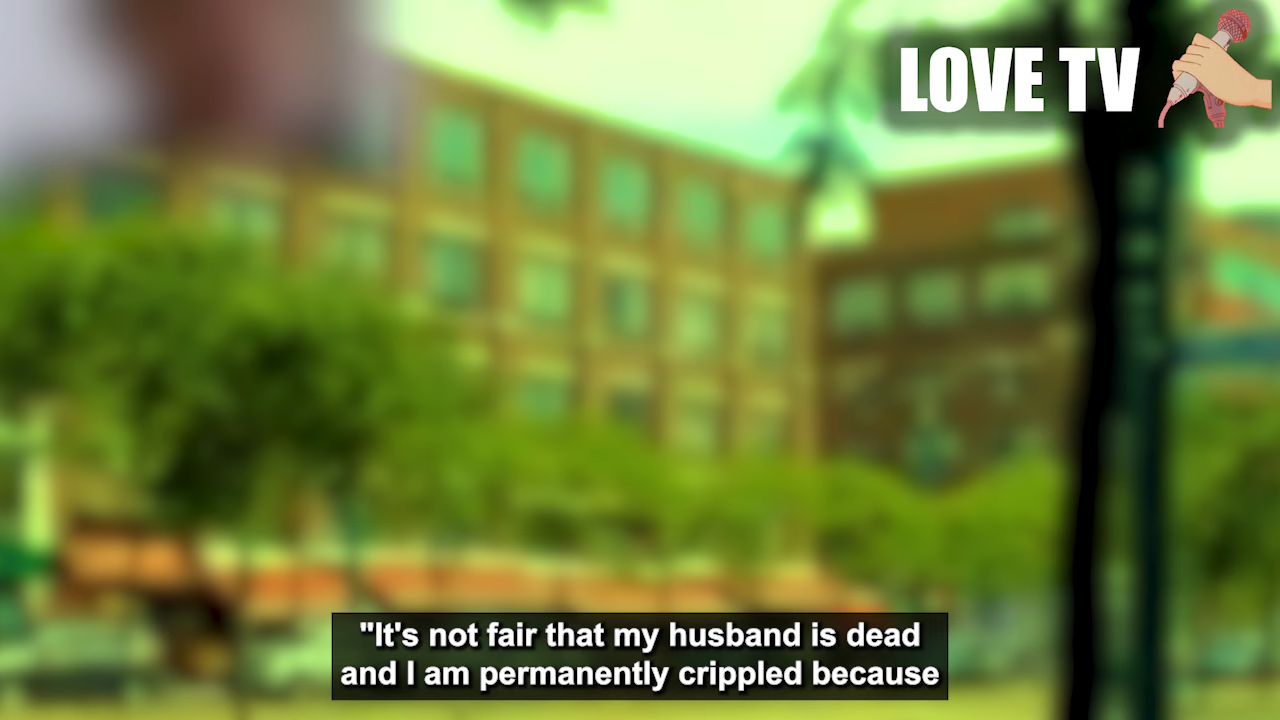 LOVE TV
"It's not fair that my husband is dead
and I am permanently crippled because